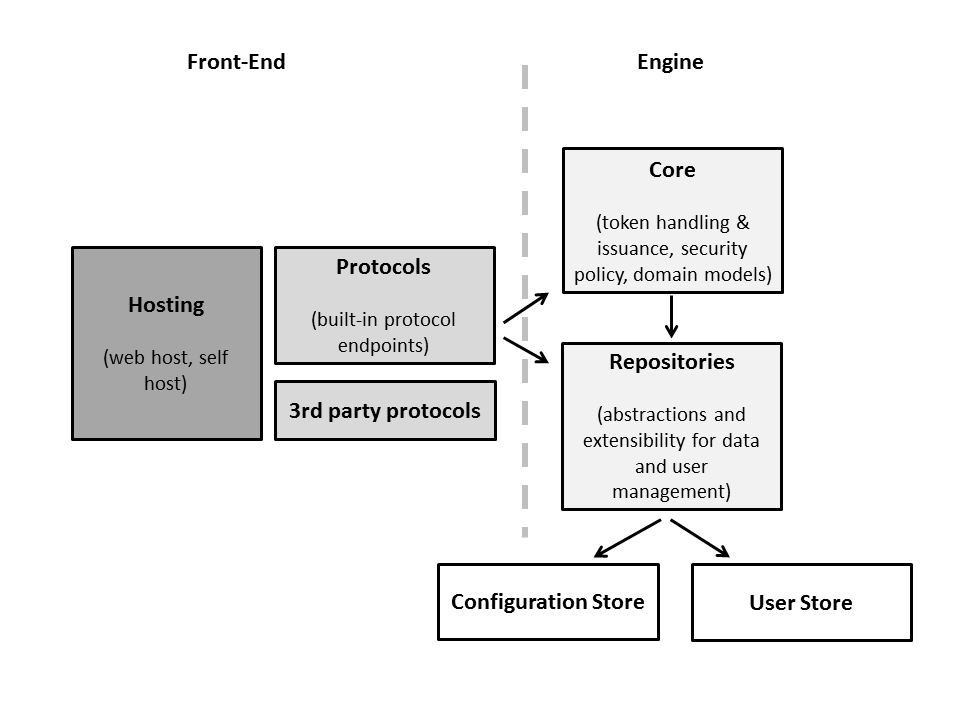 Front-End
Engine
Core
(token handling &
issuance, security
policy, domain models)
Hosting
(web host, self
host)
Protocols
(built-in protocol
endpoints)
3rd party protocols
Repositories
(abstractions and
extensibility for data
and user
management)
Configuration Store
User Store